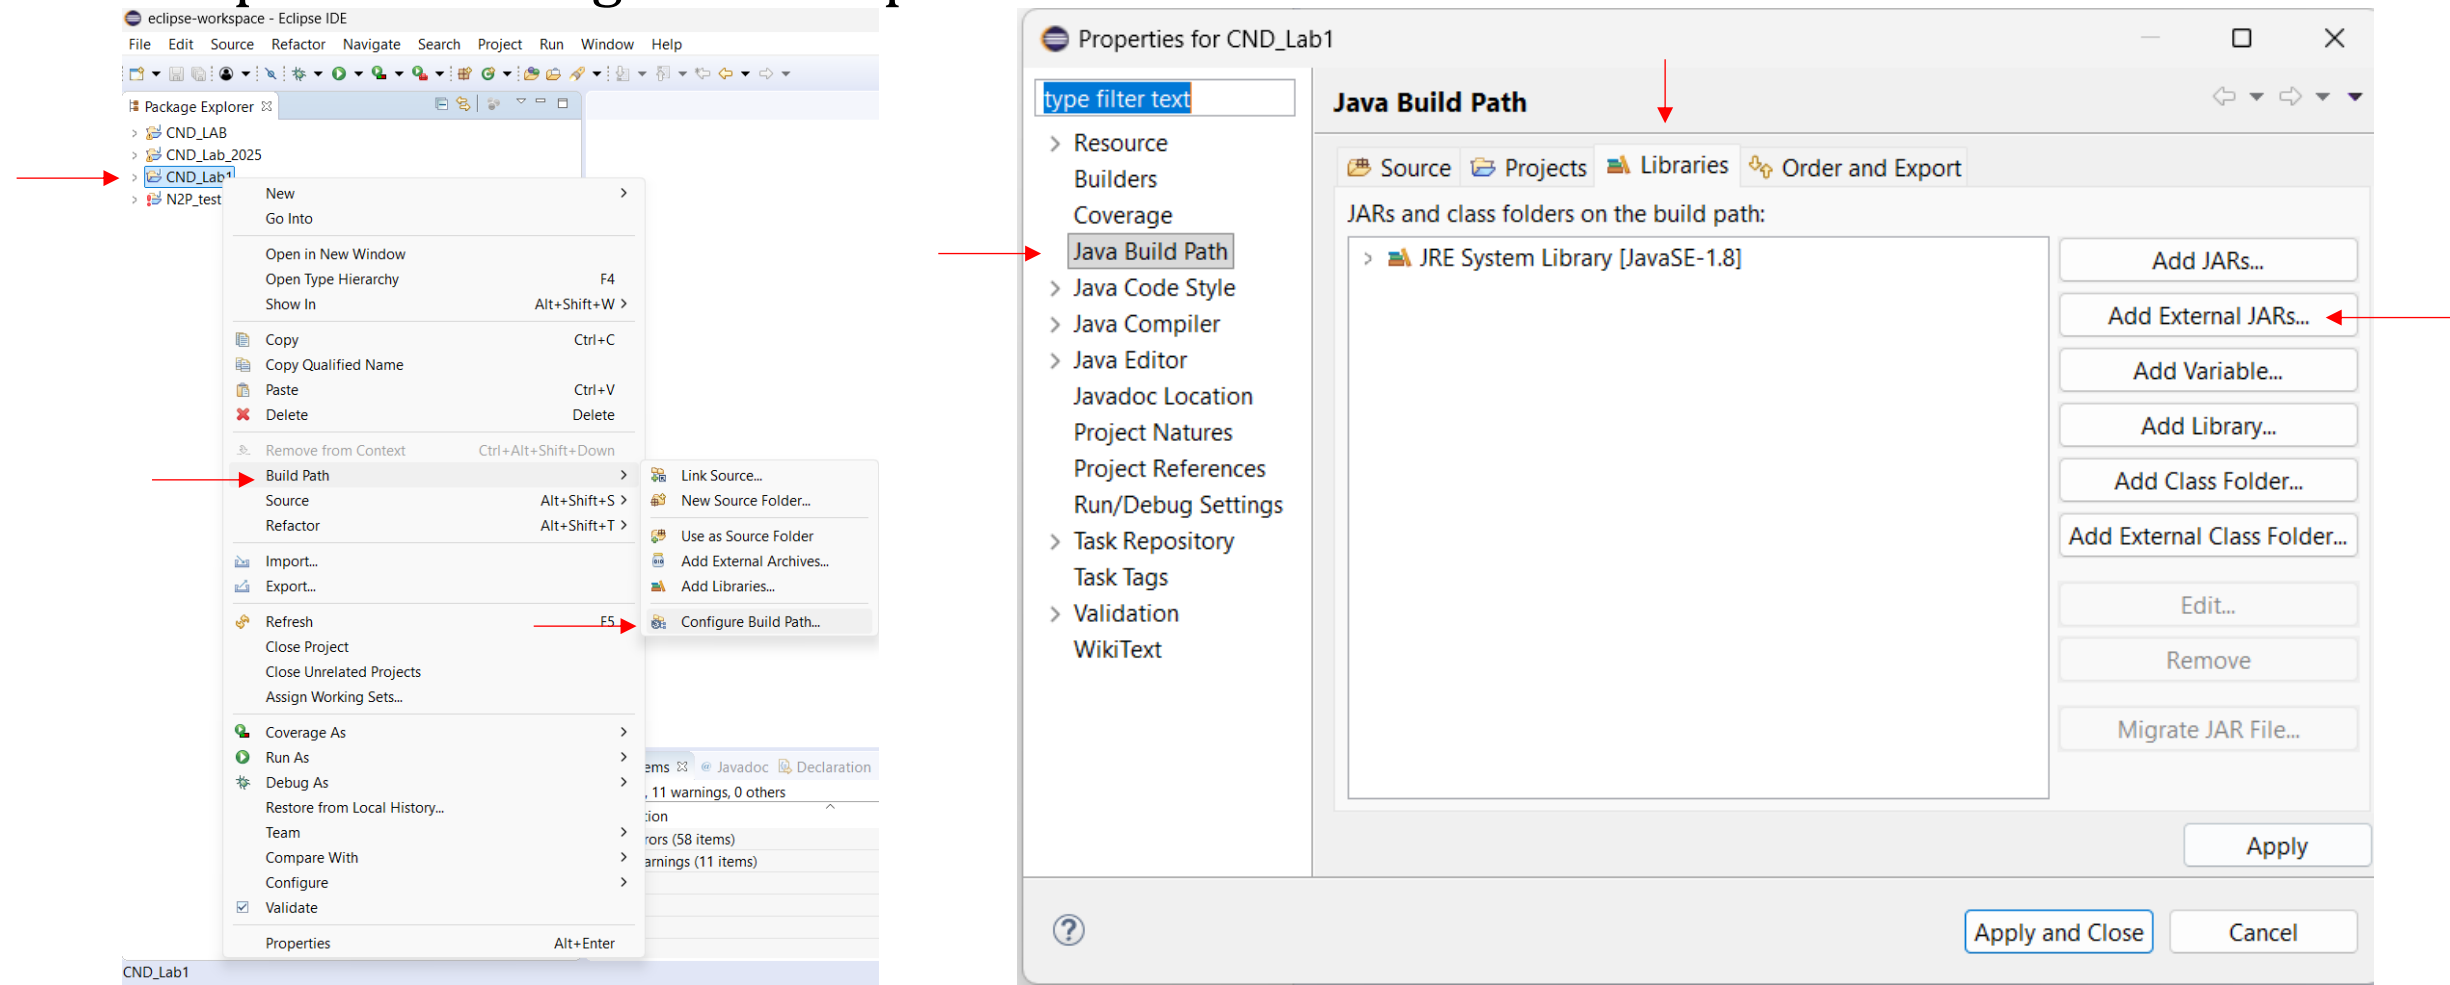 eclipse-workspace - Eclipse IDE
File Edit Source Refactor Navigate Search Project Run Window Help
Package Explorer
CND_LAB
CND_Lab_2025
CND_Lab1
N2P_test
New
Go Into
Open in New Window
Open Type Hierarchy F4
Show In Alt+Shift+W >
Copy Ctrl+C
Copy Qualified Name
Paste Ctrl+V
Delete Delete
Remove from Context Ctrl+Alt+Shift+Down
Build Path
Source Alt+Shift+S >
Refactor Alt+Shift+T >
Import...
Export...
Refresh F5
Close Project
Close Unrelated Projects
Assign Working Sets...
Coverage As
Run As
Debug As
Restore from Local History...
Team
Compare With
Configure
Validate
Properties Alt+Enter
Link Source...
New Source Folder...
Use as Source Folder
Add External Archives...
Add Libraries...
Configure Build Path...
ems Javadoc Declaration
, 11 warnings, 0 others
tion
rors (58 items)
arnings (11 items)
CND_Lab1
Properties for CND_Lab1
type filter text
Resource
Builders
Coverage
Java Build Path
Java Code Style
Java Compiler
Java Editor
Javadoc Location
Project Natures
Project References
Run/Debug Settings
Task Repository
Task Tags
Validation
WikiText
Java Build Path
Source Projects Libraries Order and Export
JARs and class folders on the build path:
JRE System Library [JavaSE-1.8]
Add JARs...
Add External JARs...
Add Variable...
Add Library...
Add Class Folder...
Add External Class Folder...
Edit...
Remove
Migrate JAR File...
Apply
Apply and Close Cancel